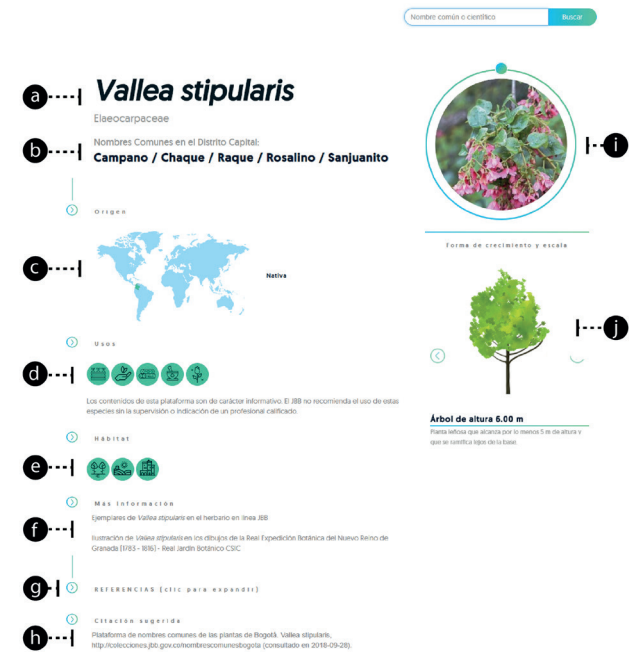 Nombre común o científico
Buscar
a
Vallea stipularis
Elaeocarpaceae
b
Nombres Comunes en el Distrito Capital:
Campano / Chaque / Raque / Rosalino / Sanjuanito
i
Origen
c
Nativa
Forma de crecimiento y escala
j
Usos
d
Los contenidos de esta plataforma son de carácter informativo. El JBB no recomienda el uso de estas
especies sin la supervisión o indicación de un profesional calificado.
Árbol de altura 6.00 m
Planta leñosa que alcanza por lo menos 5 m de altura y
que se ramifica lejos de la base.
Hábitat
e
Más información
f
Ejemplares de Vallea stipularis en el herbario en línea JBB
Ilustración de Vallea stipularis en los dibujos de la Real Expedición Botánica del Nuevo Reino de
Granada (1783 - 1816) - Real Jardín Botánico CSIC
g
REFERENCIAS [clic para expandir]
Citación sugerida
h
Plataforma de nombres comunes de las plantas de Bogotá. Vallea stipularis,
http://colecciones.jbb.gov.co/nombrescomunesbogota (consultado en 2018-09-28).